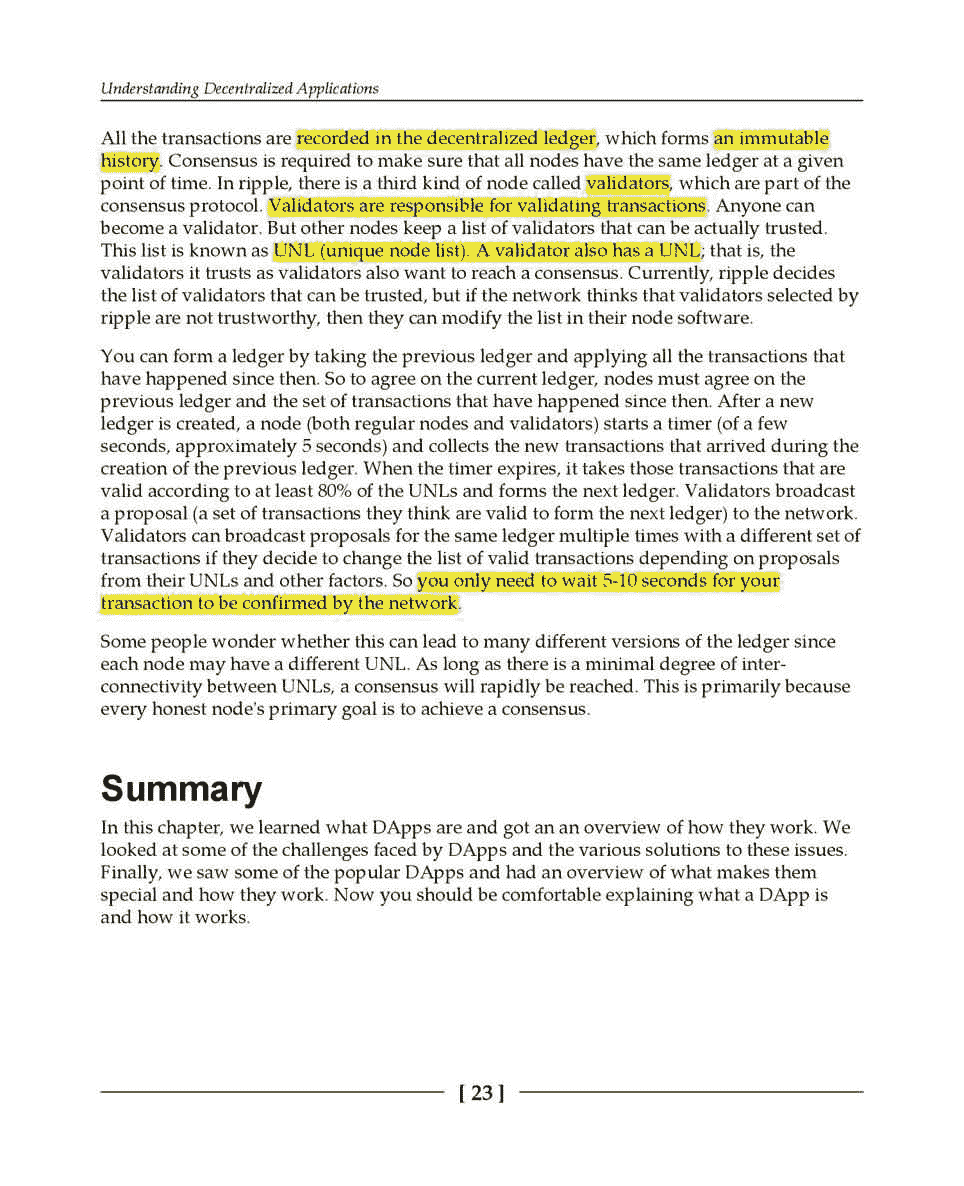 Understanding Decentralized Applications
All the transactions are recorded in the decentralized ledger, which forms an immutable
history. Consensus is required to make sure that all nodes have the same ledger at a given
point of time. In ripple, there is a third kind of node called validators, which are part of the
consensus protocol. Validators are responsible for validating transactions. Anyone can
become a validator. But other nodes keep a list of validators that can be actually trusted.
This list is known as UNL (unique node list). A validator also has a UNL; that is, the
validators it trusts as validators also want to reach a consensus. Currently, ripple decides
the list of validators that can be trusted, but if the network thinks that validators selected by
ripple are not trustworthy, then they can modify the list in their node software.
You can form a ledger by taking the previous ledger and applying all the transactions that
have happened since then. So to agree on the current ledger, nodes must agree on the
previous ledger and the set of transactions that have happened since then. After a new
ledger is created, a node (both regular nodes and validators) starts a timer (of a few
seconds, approximately 5 seconds) and collects the new transactions that arrived during the
creation of the previous ledger. When the timer expires, it takes those transactions that are
valid according to at least 80% of the UNLs and forms the next ledger. Validators broadcast
a proposal (a set of transactions they think are valid to form the next ledger) to the network.
Validators can broadcast proposals for the same ledger multiple times with a different set of
transactions if they decide to change the list of valid transactions depending on proposals
from their UNLs and other factors. So you only need to wait 5-10 seconds for your
transaction to be confirmed by the network.
Some people wonder whether this can lead to many different versions of the ledger since
each node may have a different UNL. As long as there is a minimal degree of inter-
connectivity between UNLs, a consensus will rapidly be reached. This is primarily because
every honest node's primary goal is to achieve a consensus.
Summary
In this chapter, we learned what DApps are and got an an overview of how they work. We
looked at some of the challenges faced by DApps and the various solutions to these issues.
Finally, we saw some of the popular DApps and had an overview of what makes them
special and how they work. Now you should be comfortable explaining what a DApp is
and how it works.
[ 23 ]